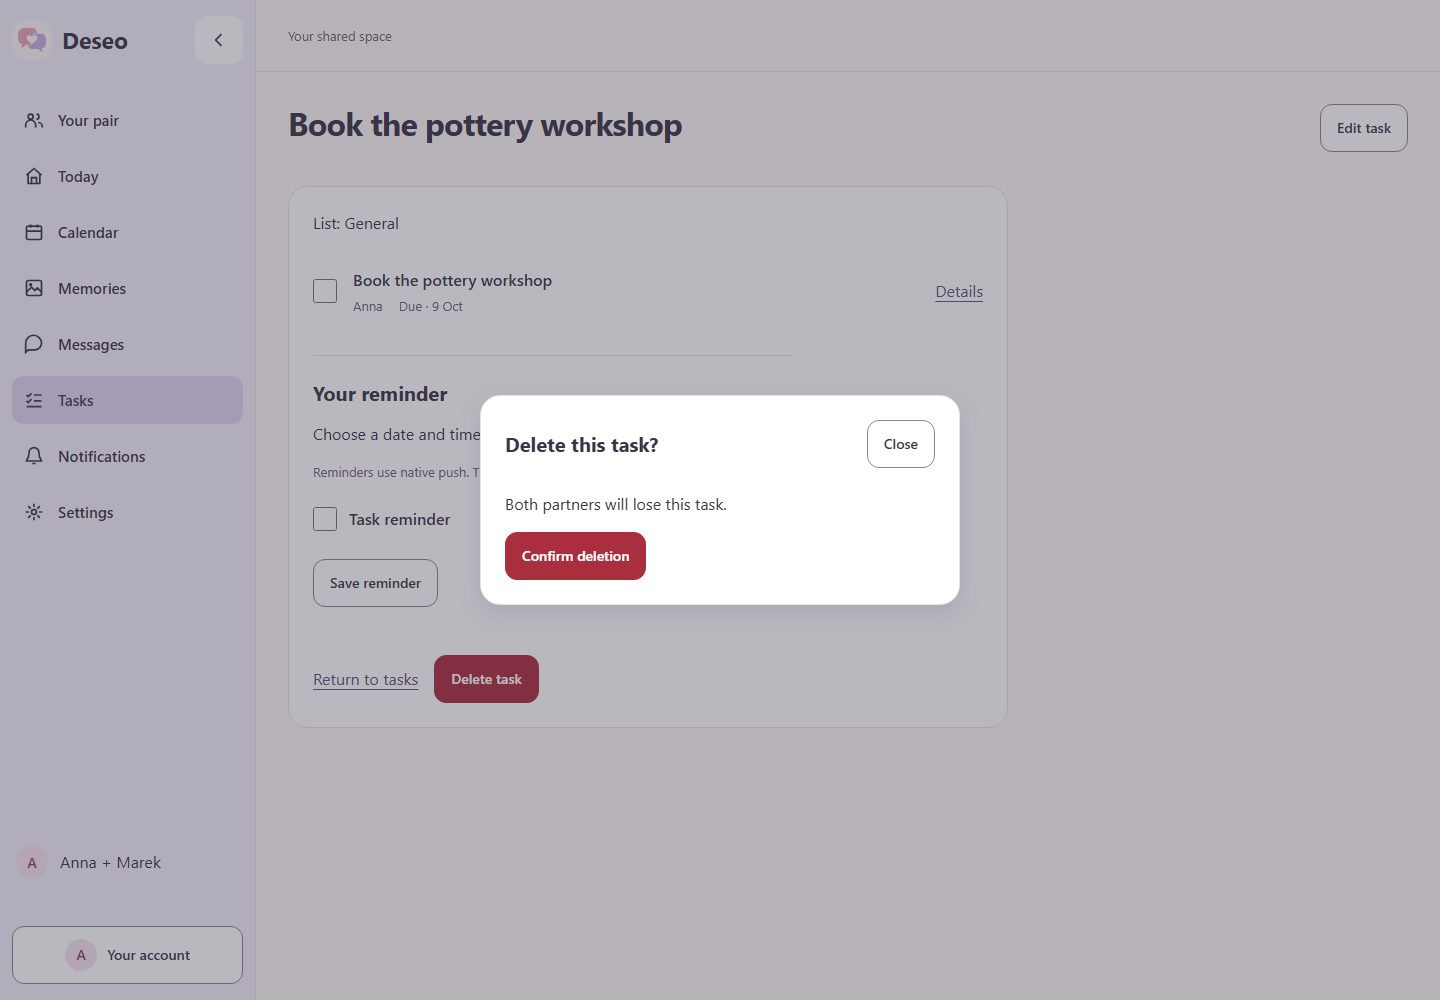 Deseo
Your shared space
Your pair
Today
Calendar
Memories
Messages
Tasks
Notifications
Settings
A Anna + Marek
A Your account
Book the pottery workshop
Edit task
List: General
Book the pottery workshop
Anna Due · 9 Oct
Details
Your reminder
Choose a date and time
Reminders use native push. T
Task reminder
Save reminder
Return to tasks
Delete task
Delete this task?
Close
Both partners will lose this task.
Confirm deletion